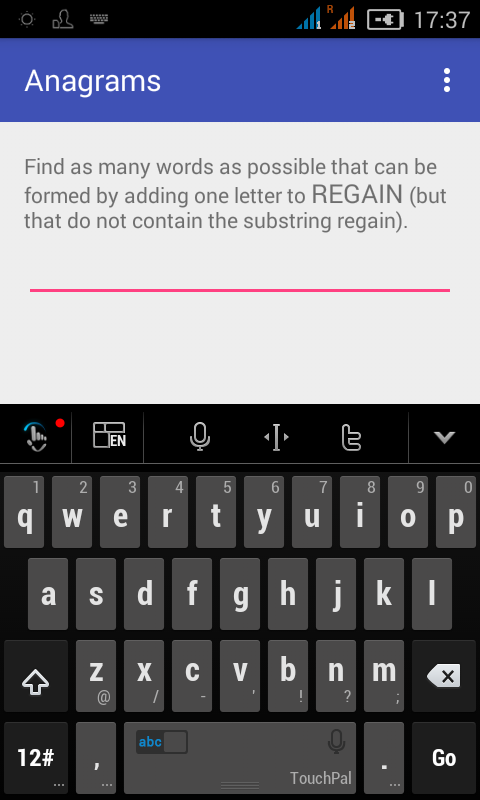 R 1 2 17:37
Anagrams
Find as many words as possible that can be
formed by adding one letter to REGAIN (but
that do not contain the substring regain).
EN
1 2 3 4 5 6 7 8 9 0
q w e r t y u i o p
a s d f g h j k l
z x c v b n m
@ / - ' ! ? ;
12# , abc . Go
... ... TouchPal ...